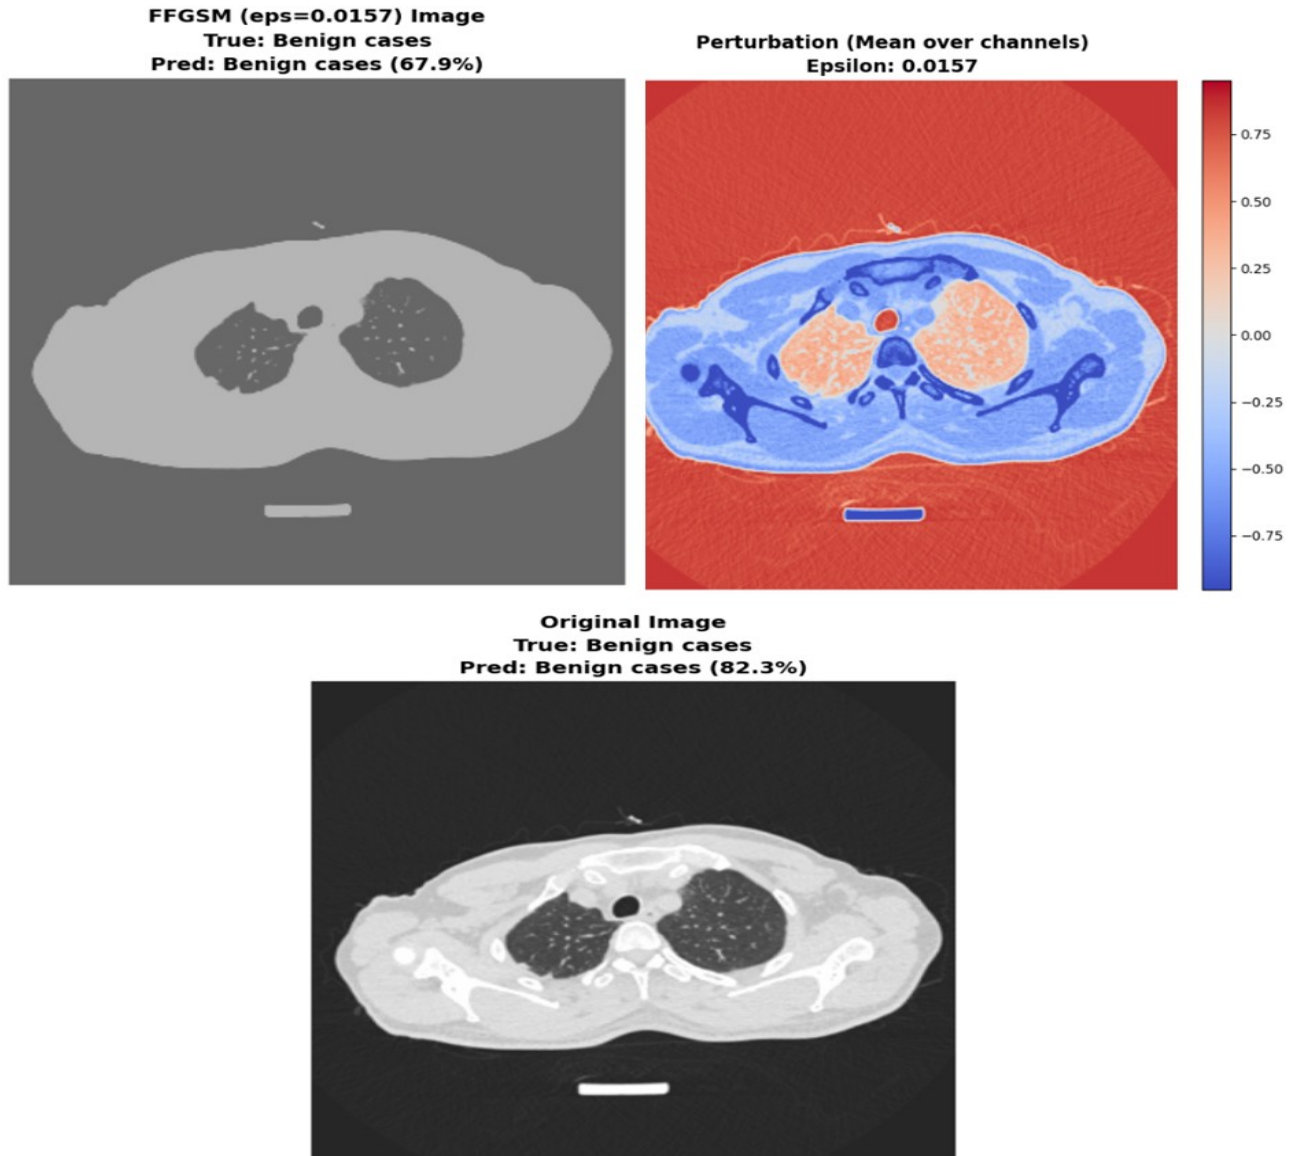 FFGSM (eps=0.0157) Image
True: Benign cases
Pred: Benign cases (67.9%)
Perturbation (Mean over channels)
Epsilon: 0.0157
0.75
0.50
0.25
0.00
−0.25
−0.50
−0.75
Original Image
True: Benign cases
Pred: Benign cases (82.3%)